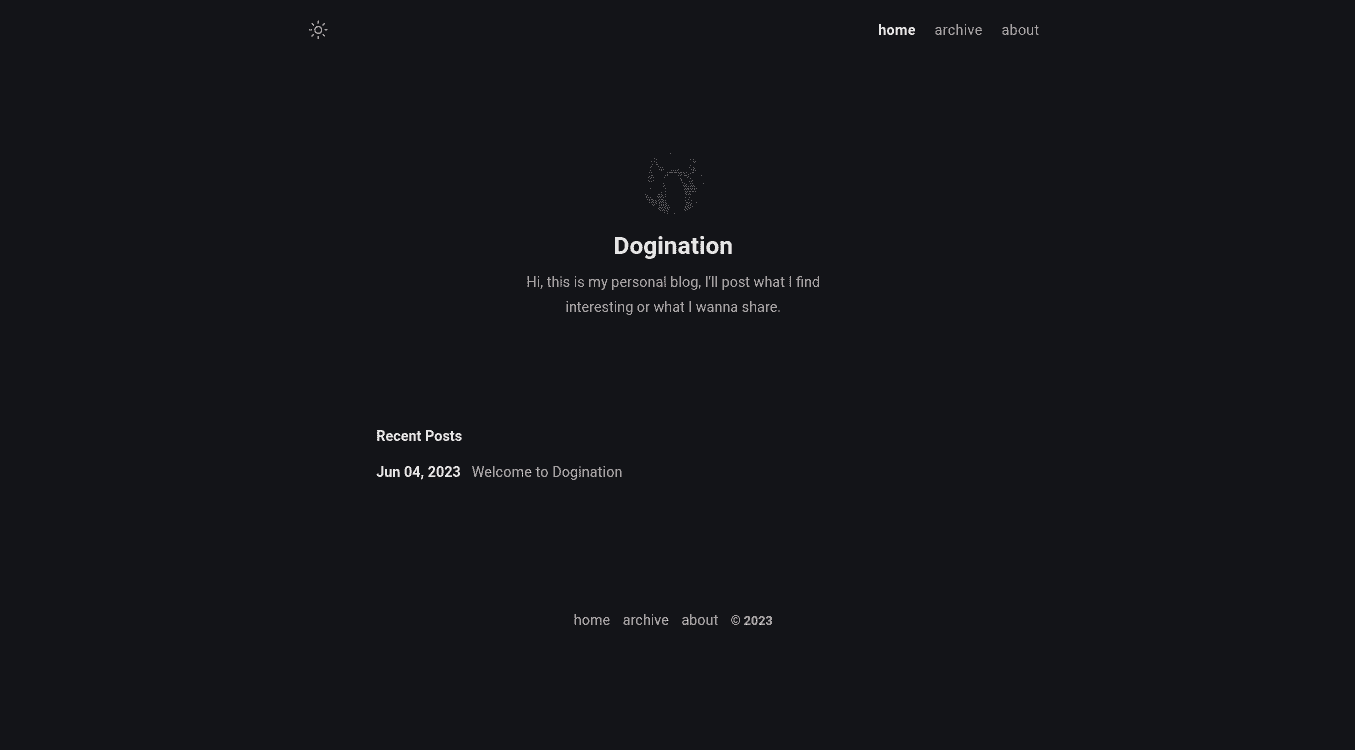 home archive about
Dogination
Hi, this is my personal blog, I'll post what I find
interesting or what I wanna share.
Recent Posts
Jun 04, 2023 Welcome to Dogination
home archive about © 2023